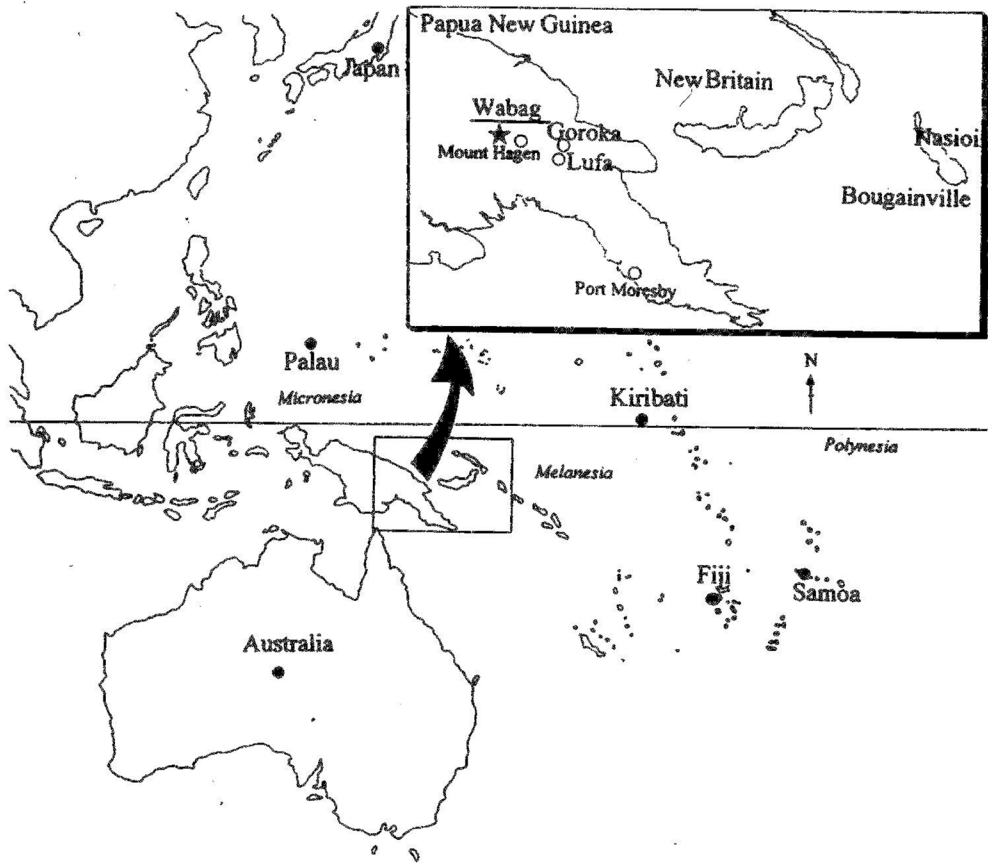 Papua New Guinea
Japan
New Britain
Wabag
Goroka
Mount Hagen
Lufa
Nasioi
Bougainville
Port Moresby
Palau
N
Micronesia
Kiribati
Polynesia
Melanesia
Fiji
Samoa
Australia